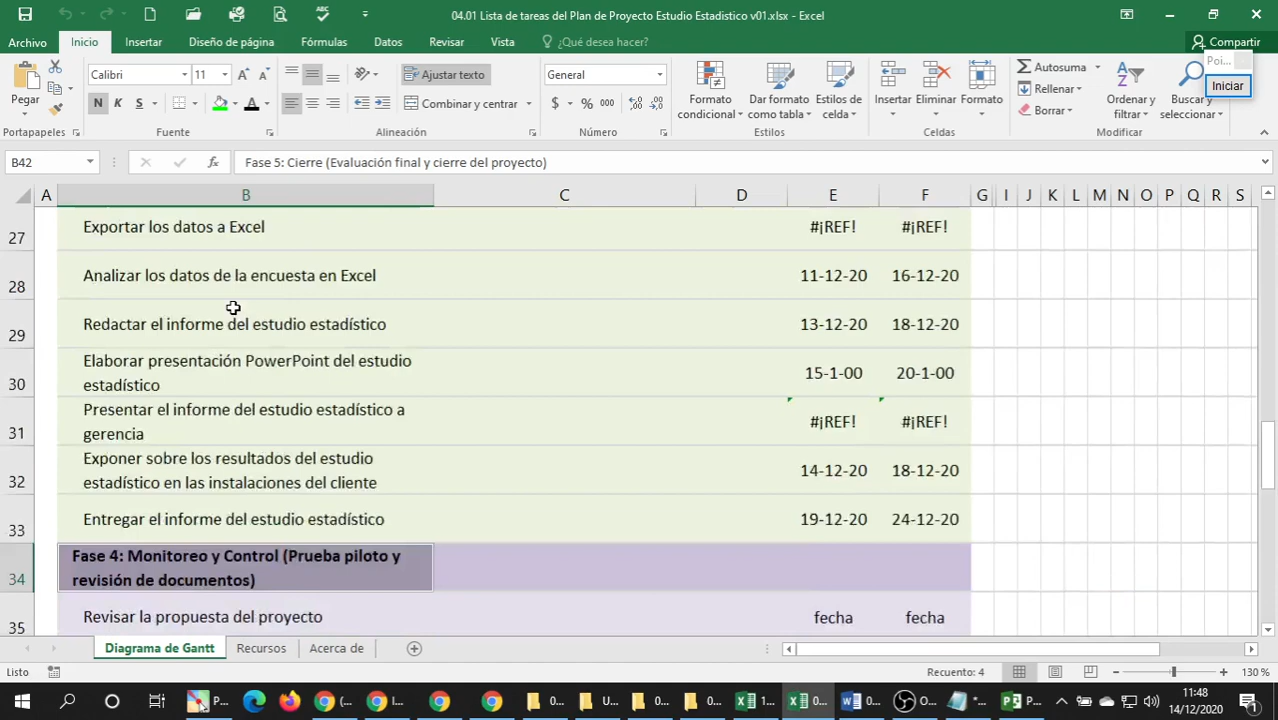 04.01 Lista de tareas del Plan de Proyecto Estudio Estadistico v01.xlsx - Excel
Archivo Inicio Insertar Diseño de página Fórmulas Datos Revisar Vista ¿Qué desea hacer? Compartir
Poi...
Iniciar
Pegar
Calibri 11
N K S
Ajustar texto
Combinar y centrar
General
$ % 000
Formato condicional
Dar formato como tabla
Estilos de celda
Insertar
Eliminar
Formato
Autosuma
Rellenar
Borrar
Ordenar y filtrar
Buscar y seleccionar
Portapapeles Fuente Alineación Número Estilos Celdas Modificar
B42 fx Fase 5: Cierre (Evaluación final y cierre del proyecto)
A B C D E F G I J K L M N O P Q R S
27 Exportar los datos a Excel #¡REF! #¡REF!
28 Analizar los datos de la encuesta en Excel 11-12-20 16-12-20
29 Redactar el informe del estudio estadístico 13-12-20 18-12-20
30 Elaborar presentación PowerPoint del estudio
estadístico 15-1-00 20-1-00
31 Presentar el informe del estudio estadístico a
gerencia #¡REF! #¡REF!
32 Exponer sobre los resultados del estudio
estadístico en las instalaciones del cliente 14-12-20 18-12-20
33 Entregar el informe del estudio estadístico 19-12-20 24-12-20
34 Fase 4: Monitoreo y Control (Prueba piloto y
revisión de documentos)
35 Revisar la propuesta del proyecto fecha fecha
Diagrama de Gantt Recursos Acerca de
Listo Recuento: 4 130 %
P... (... I... 0... U... 0... 0... 1... 0... 0... O... *... P... 11:48
14/12/2020